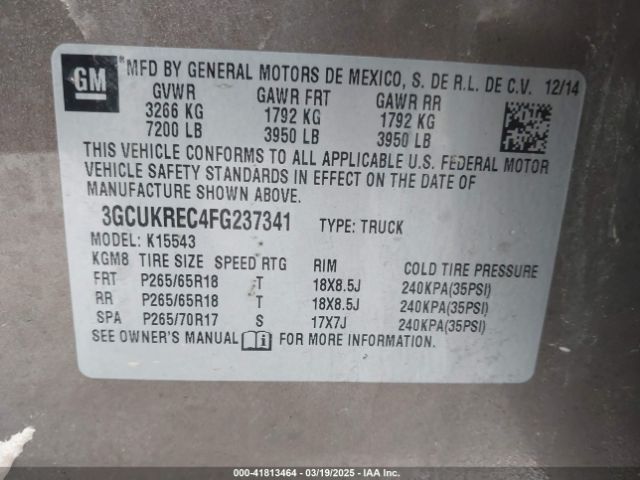 GM *MFD BY GENERAL MOTORS DE MEXICO, S. DE R.L. DE C.V. 12/14
GVWR GAWR FRT GAWR RR
3266 KG 1792 KG 1792 KG
7200 LB 3950 LB 3950 LB
THIS VEHICLE CONFORMS TO ALL APPLICABLE U.S. FEDERAL MOTOR
VEHICLE SAFETY STANDARDS IN EFFECT ON THE DATE OF
MANUFACTURE SHOWN ABOVE.
3GCUKREC4FG237341 TYPE: TRUCK
MODEL: K15543
KGM8 TIRE SIZE SPEED RTG RIM COLD TIRE PRESSURE
FRT P265/65R18 T 18X8.5J 240KPA(35PSI)
RR P265/65R18 T 18X8.5J 240KPA(35PSI)
SPA P265/70R17 S 17X7J 240KPA(35PSI)
SEE OWNER'S MANUAL FOR MORE INFORMATION.
000-41813464 - 03/19/2025 - IAA Inc.